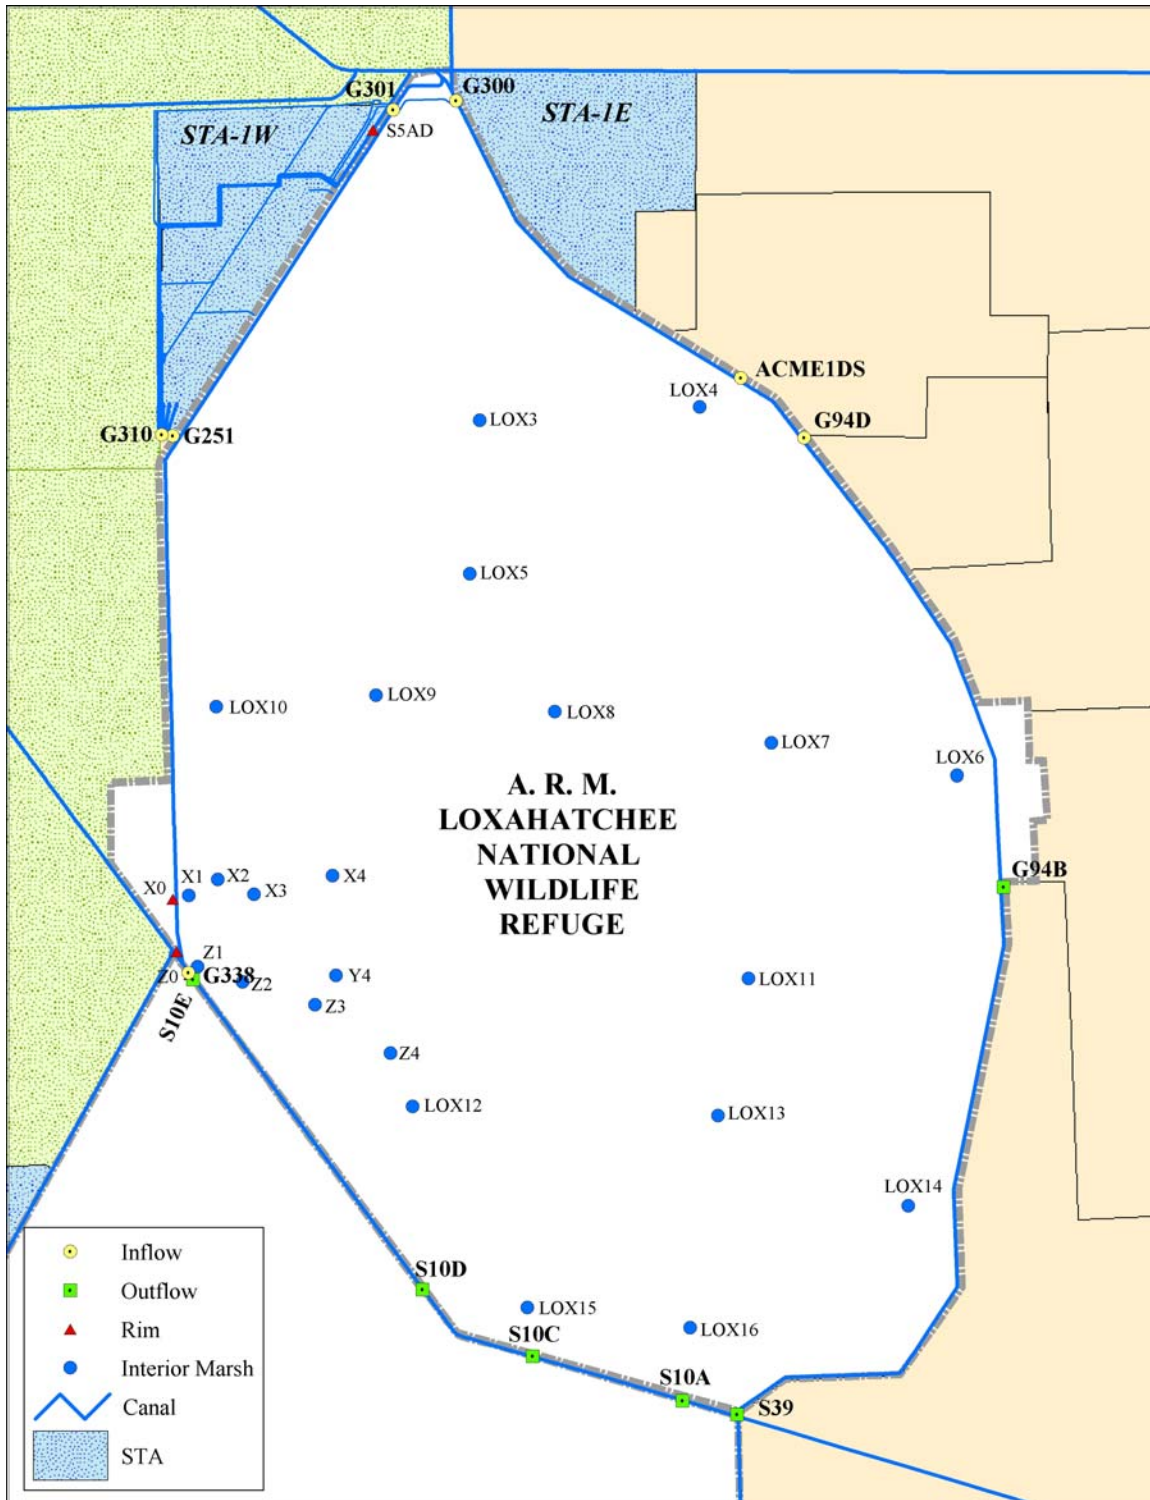 G301
G300
STA-1W
STA-1E
S5AD
ACME1DS
LOX4
LOX3
G94D
G310
G251
LOX5
LOX9
LOX10
LOX8
LOX7
LOX6
A. R. M.
LOXAHATCHEE
NATIONAL
WILDLIFE
REFUGE
G94B
X0
X1
X2
X3
X4
Z1
Z0
G338
Z2
Y4
LOX11
S10E
Z3
Z4
LOX12
LOX13
LOX14
S10D
LOX15
LOX16
S10C
S10A
S39
Inflow
Outflow
Rim
Interior Marsh
Canal
STA